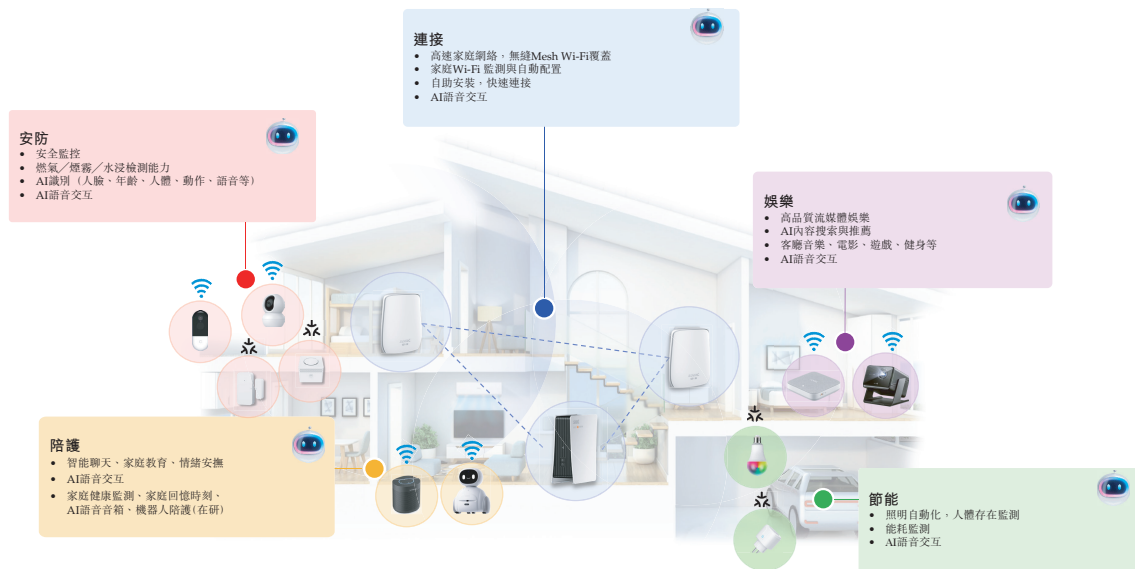 連接
• 高速家庭網絡，無縫Mesh Wi-Fi覆蓋
• 家庭Wi-Fi 監測與自動配置
• 自助安裝，快速連接
• AI語音交互
安防
• 安全監控
• 燃氣╱煙霧╱水浸檢測能力
• AI識別（人臉、年齡、人體、動作、語音等）
• AI語音交互
娛樂
• 高品質流媒體娛樂
• AI內容搜索與推薦
• 客廳音樂、電影、遊戲、健身等
• AI語音交互
陪護
• 智能聊天、家庭教育、情緒安撫
• AI語音交互
• 家庭健康監測、家庭回憶時刻、
AI語音音箱、機器人陪護(在研)
節能
• 照明自動化，人體存在監測
• 能耗監測
• AI語音交互